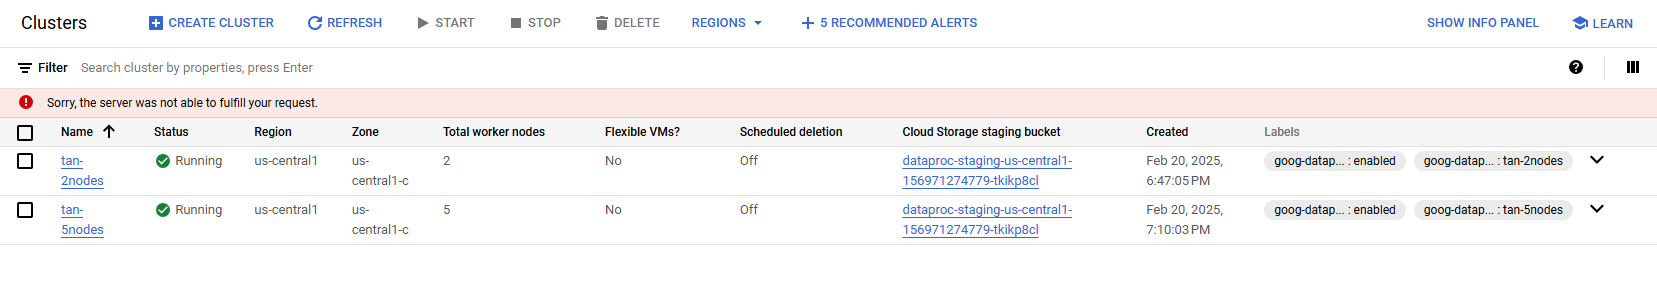 Clusters CREATE CLUSTER REFRESH START STOP DELETE REGIONS 5 RECOMMENDED ALERTS SHOW INFO PANEL LEARN
Filter Search cluster by properties, press Enter
Sorry, the server was not able to fulfill your request.
Name Status Region Zone Total worker nodes Flexible VMs? Scheduled deletion Cloud Storage staging bucket Created Labels
tan- Running us-central1 us- 2 No Off dataproc-staging-us-central1- Feb 20, 2025, goog-datap... : enabled goog-datap... : tan-2nodes
2nodes central1-c 156971274779-tkikp8cl 6:47:05 PM
tan- Running us-central1 us- 5 No Off dataproc-staging-us-central1- Feb 20, 2025, goog-datap... : enabled goog-datap... : tan-5nodes
5nodes central1-c 156971274779-tkikp8cl 7:10:03 PM